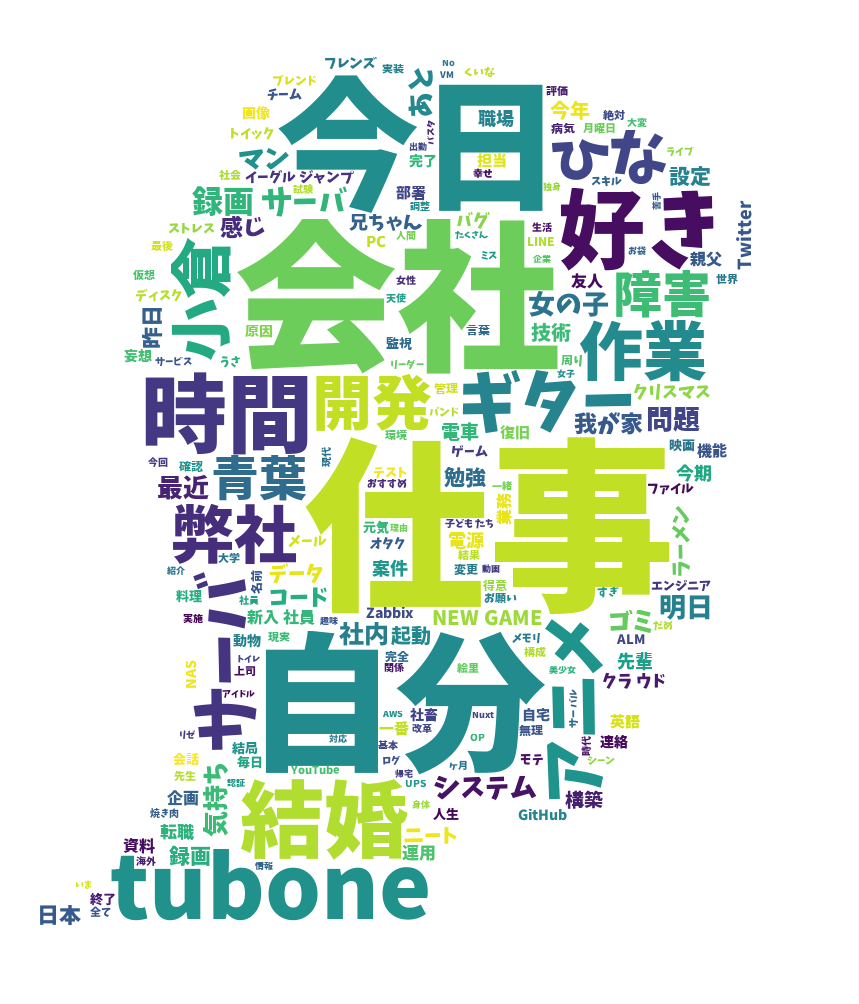 フレンズ
実装
あと
No
VM
くいな
ブレンド
チーム
今日
評価
画像
トイック
職場
今年
絶対
病気
月曜日
大変
バスタ
マン
出勤
完了
担当
幸せ
ひな
ライブ
社会
イーグル ジャンプ
試験
スキル
設定
独身
録画
サーバ
部署
調整
好き
苦手
Twitter
ストレス
感じ
兄ちゃん
バグ
生活
PC
人間
たくさん
LINE
お袋
親父
最後
小倉
会社
ミス
企業
仮想
女性
友人
世界
ディスク
天使
女の子
障害
昨日
原因
監視
言葉
技術
作業
妄想
サービス
うさ
リーダー
周り
女子
時間
開発
管理
ギター
クリスマス
バンド
我が家
問題
環境
電車
復旧
映画
機能
今回
確認
現代
ゲーム
青葉
テスト
勉強
今期
最近
おすすめ
一緒
ファイル
仕事
業務
弊社
元気
理由
子どもたち
ラーメン
メール
オタク
電源
大学
結果
紹介
名前
データ
案件
変更
動画
得意
エンジニア
料理
社員
コード
お願い
すぎ
明日
実施
新入 社員
趣味
Zabbix
NEW GAME
ゴミ
だめ
サーバー
動物
現実
社内
起動
メモリ
アニメ
ALM
トイレ
完全
構成
NAS
上司
自分
関係
絵里
美少女
先輩
クラウド
アイドル
AWS
社畜
Nuxt
自宅
サーバル
英語
リゼ
対応
一番
改革
無理
結局
基本
OP
時代
連絡
会話
毎日
ログ
モテ
シーン
先生
YouTube
帰宅
ヶ月
気持ち
認証
UPS
システム
企画
結婚
身体
構築
焼き肉
人生
GitHub
転職
ニート
資料
録画
運用
海外
情報
tubone
いま
終了
日本
全て